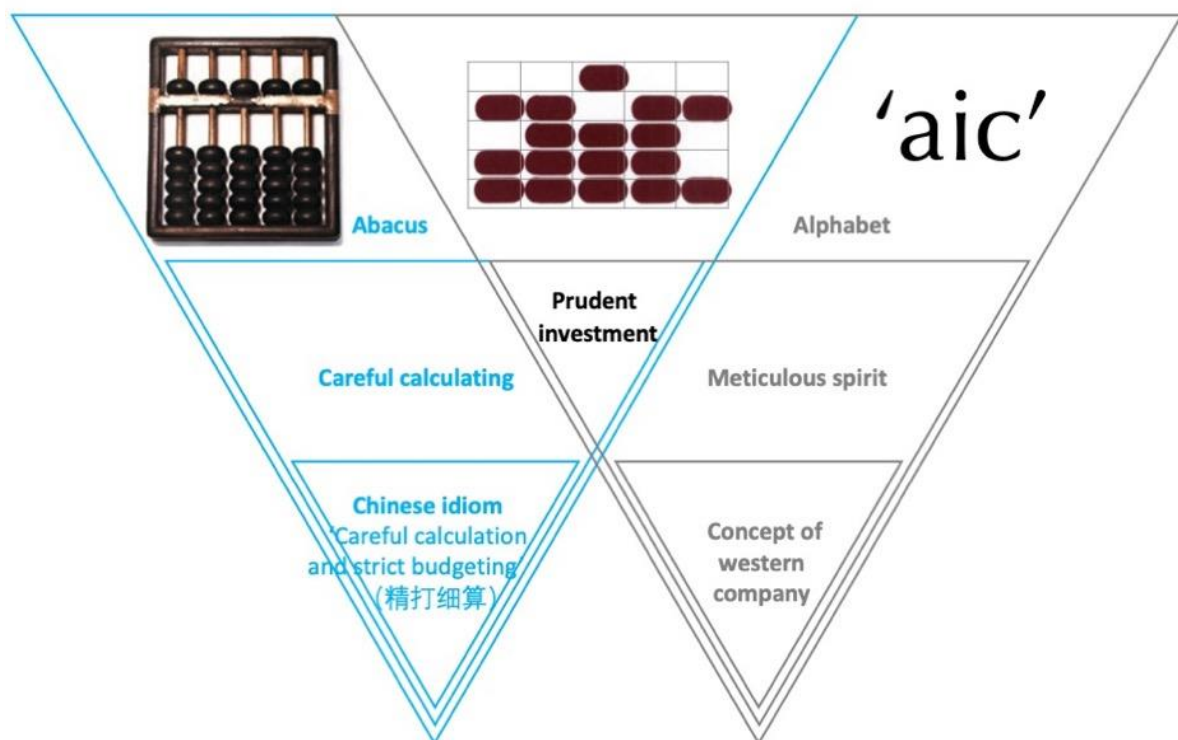 ‘aic’
Abacus
Alphabet
Prudent
investment
Careful calculating
Meticulous spirit
Chinese idiom
‘Careful calculation
and strict budgeting’
(精打细算)
Concept of
western
company